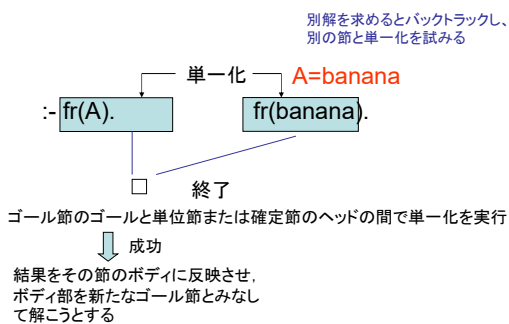 別解を求めるとバックトラックし、
別の節と単一化を試みる
単一化
A=banana
:- fr(A).
fr(banana).
終了
ゴール節のゴールと単位節または確定節のヘッドの間で単一化を実行
成功
結果をその節のボディに反映させ,
ボディ部を新たなゴール節とみなし
て解こうとする